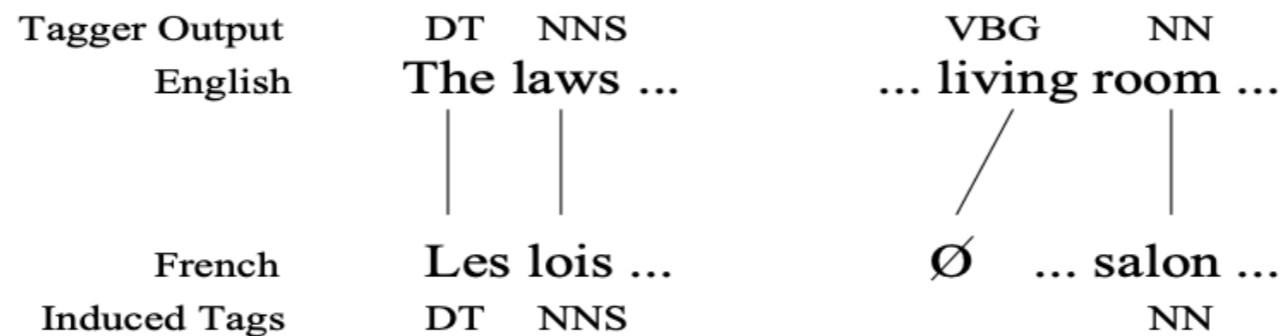 Tagger Output DT NNS VBG NN
English The laws ... ... living room ...
French Les lois ... Ø ... salon ...
Induced Tags DT NNS NN